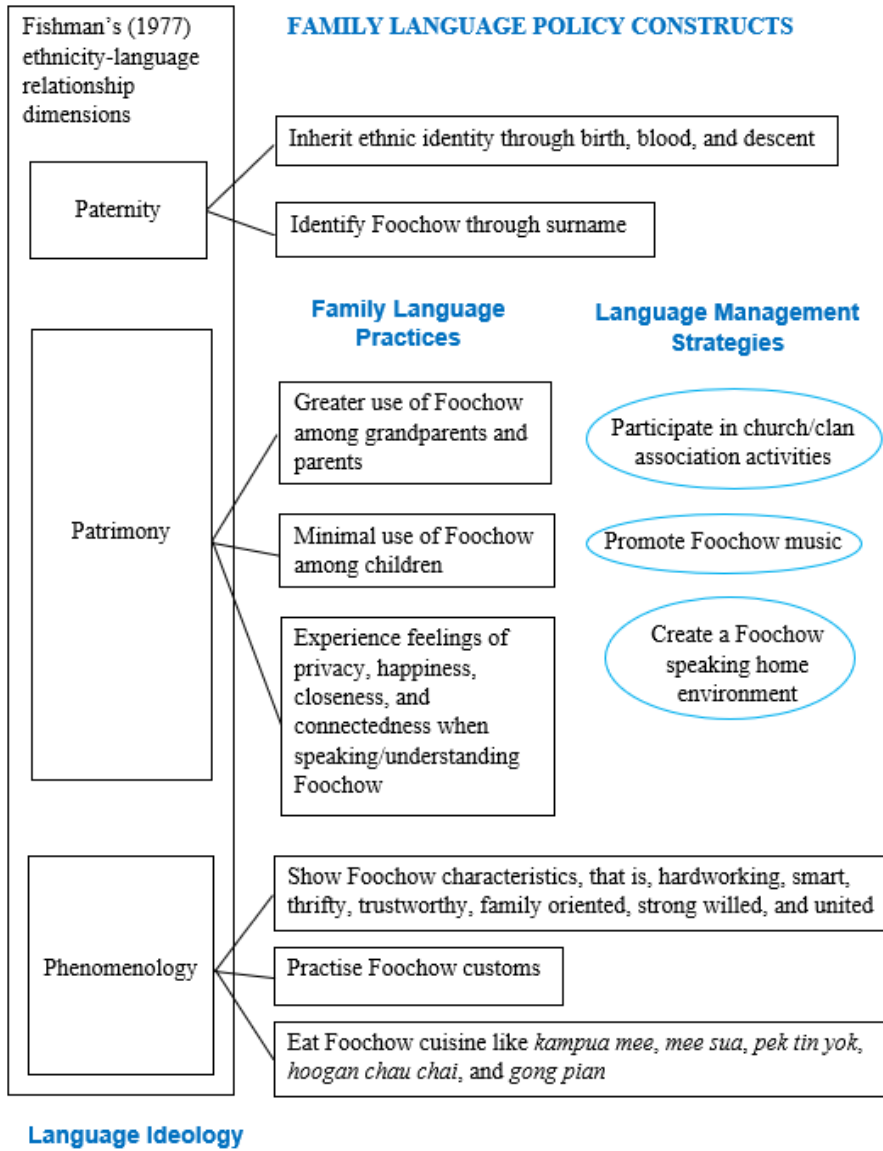 Fishman's (1977)
ethnicity-language
relationship
dimensions
FAMILY LANGUAGE POLICY CONSTRUCTS
Paternity
Inherit ethnic identity through birth, blood, and descent
Identify Foochow through surname
Family Language
Practices
Language Management
Strategies
Patrimony
Greater use of Foochow
among grandparents and
parents
Minimal use of Foochow
among children
Experience feelings of
privacy, happiness,
closeness, and
connectedness when
speaking/understanding
Foochow
Participate in church/clan
association activities
Promote Foochow music
Create a Foochow
speaking home
environment
Phenomenology
Show Foochow characteristics, that is, hardworking, smart,
thrifty, trustworthy, family oriented, strong willed, and united
Practise Foochow customs
Eat Foochow cuisine like kampua mee, mee sua, pek tin yok,
hoogan chau chai, and gong pian
Language Ideology